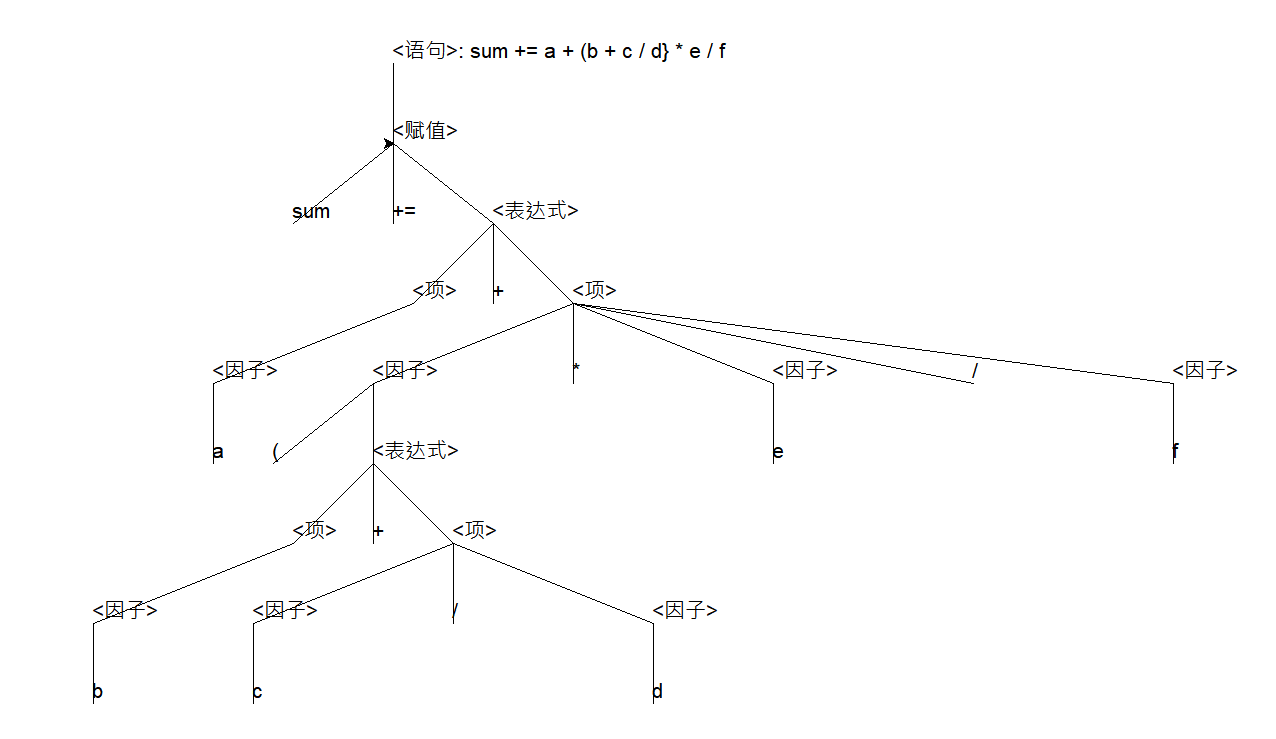 <语句>: sum += a + (b + c / d} * e / f
<赋值>
sum += <表达式>
<项> + <项>
<因子> <因子> * <因子> / <因子>
a ( <表达式> e f
<项> + <项>
<因子> <因子> / <因子>
b c d